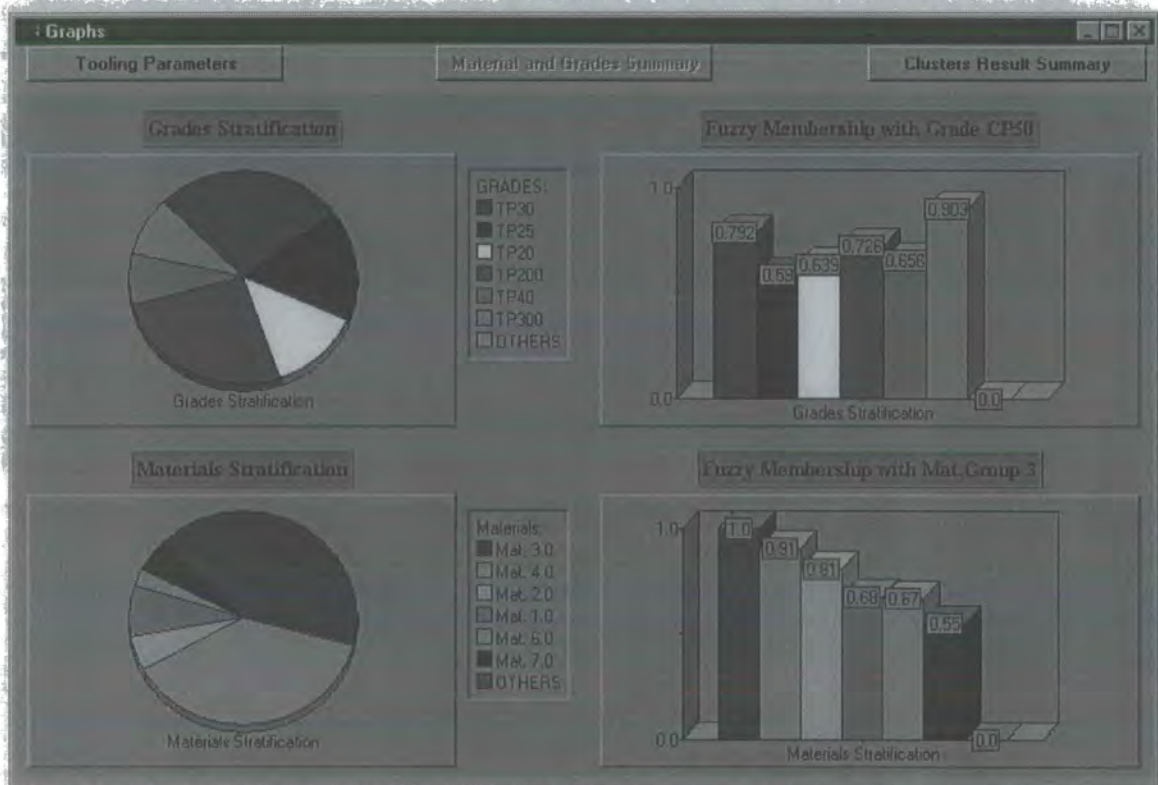 Graphs
Tooling Parameters
Material and Grades Summary
Clusters Result Summary
Grades Stratification
GRADES:
TP30
TP25
TP20
TP200
TP40
TP300
OTHERS
Grades Stratification
Fuzzy Membership with Grade CP50
1.0
0.792
0.59
0.639
0.726
0.656
0.903
0.0
0.0
Grades Stratification
Materials Stratification
Materials:
Mat. 3.0
Mat. 4.0
Mat. 2.0
Mat. 1.0
Mat. 6.0
Mat. 7.0
OTHERS
Materials Stratification
Fuzzy Membership with Mat.Group 3
1.0
1.0
0.91
0.81
0.68
0.67
0.55
0.0
0.0
Materials Stratification